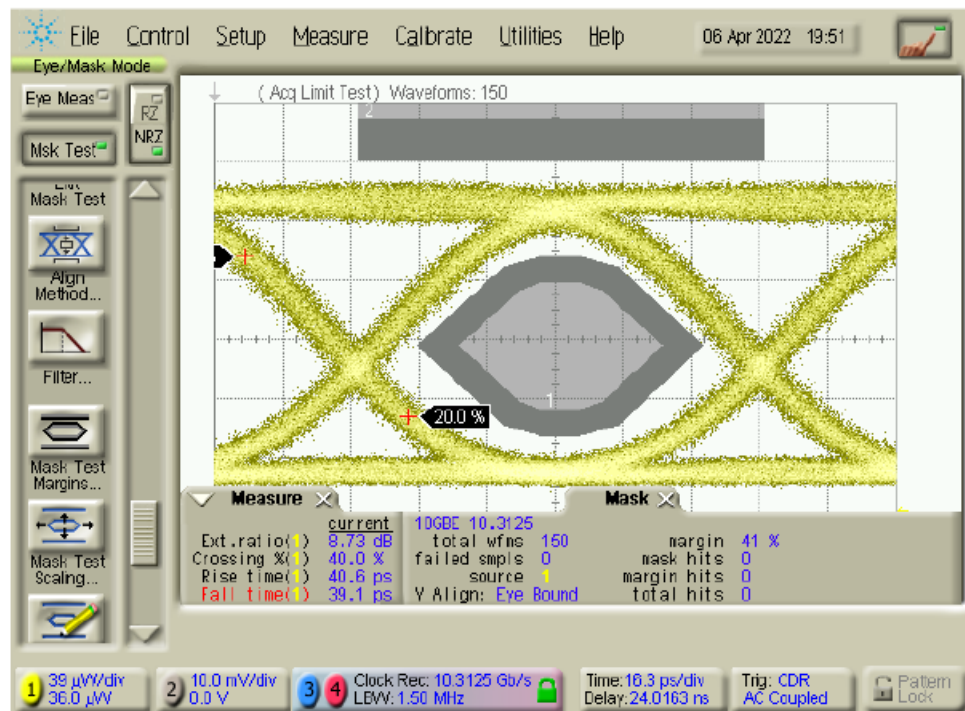 File Control Setup Measure Calibrate Utilities Help 06 Apr 2022 19:51
Eye/Mask Mode
Eye Meas
RZ
NRZ
Msk Test
Mask Test
Align
Method...
Filter...
Mask Test
Margins...
Mask Test
Scaling...
( Acq Limit Test) Waveforms: 150
2
1
20.0 %
Measure
current
Ext.ratio(1) 8.73 dB
Crossing %(1) 40.0 %
Rise time(1) 40.6 ps
Fall time(1) 39.1 ps
Mask
10GBE 10.3125
total wfms 150 margin 41 %
failed smpls 0 mask hits 0
source 1 margin hits 0
Y Align: Eye Bound total hits 0
1 39 µW/div
36.0 µW
2 10.0 mV/div
0.0 V
3 4 Clock Rec: 10.3125 Gb/s
LBW: 1.50 MHz
Time:16.3 ps/div
Delay:24.0163 ns
Trig: CDR
AC Coupled
Pattern
Lock